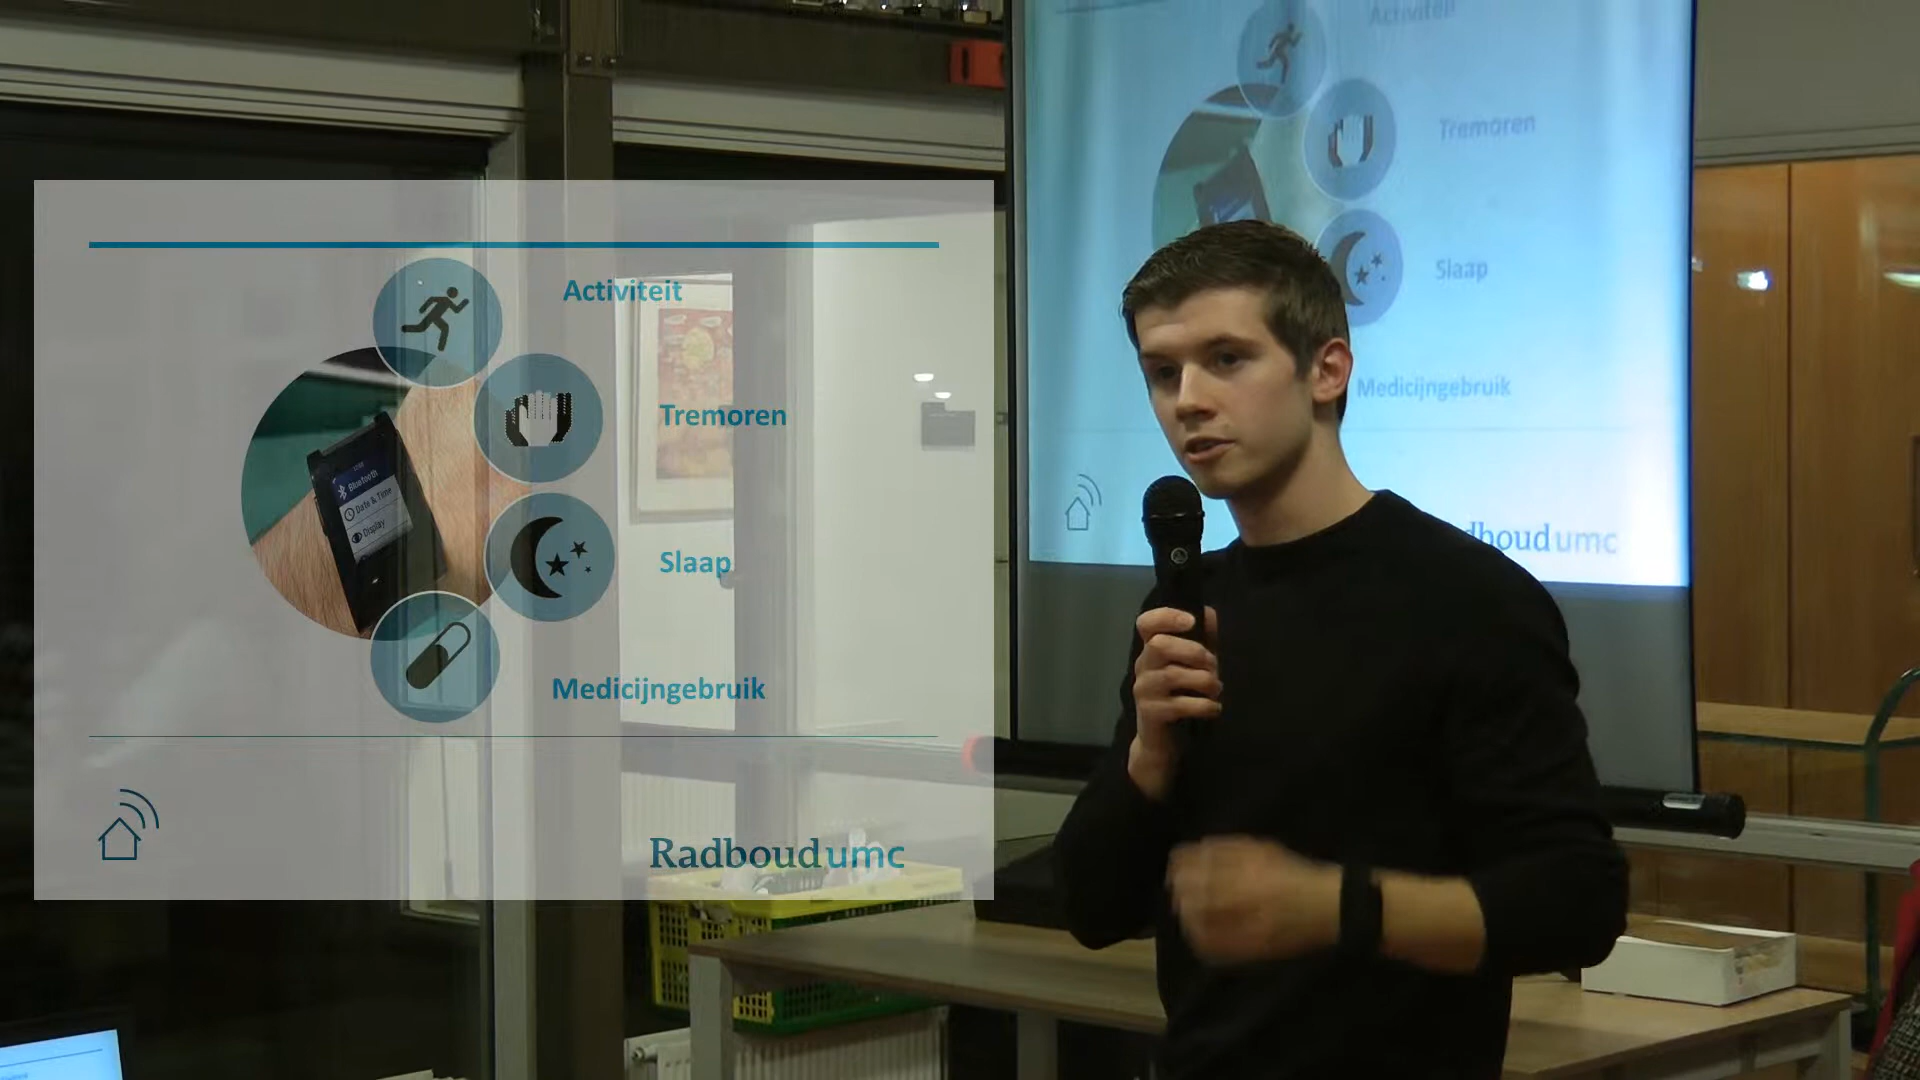 Activiteit
Tremoren
Slaap
Medicijngebruik
Bluetooth
Date & Time
Display
Radboudumc
Activiteit
Tremoren
Slaap
Medicijngebruik
dboudumc